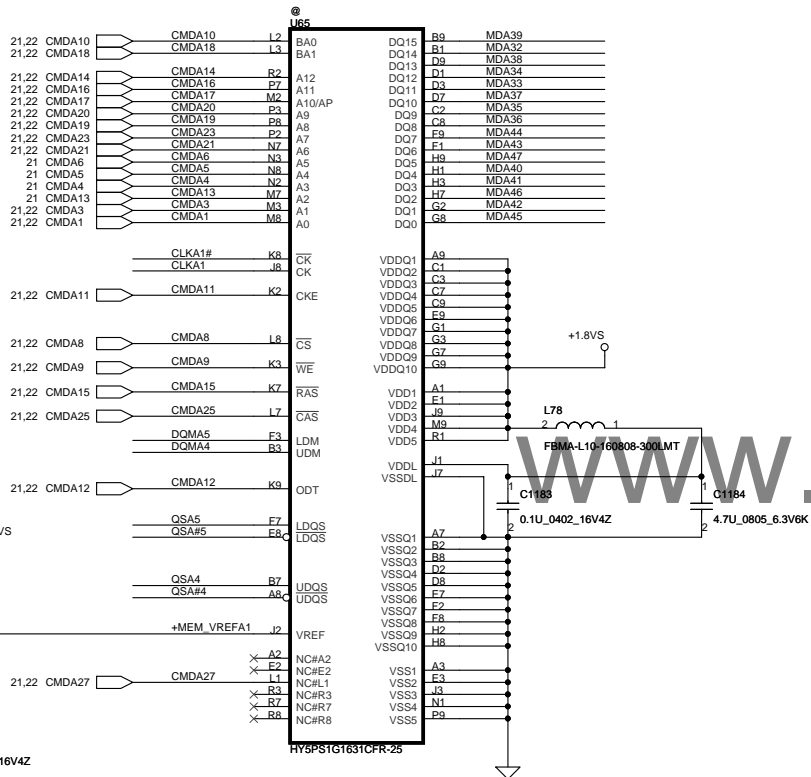 @
U65
21,22 CMDA10 CMDA10 L2 BA0
21,22 CMDA18 CMDA18 L3 BA1
21,22 CMDA14 CMDA14 R2 A12
21,22 CMDA16 CMDA16 P7 A11
21,22 CMDA17 CMDA17 M2 A10/AP
21,22 CMDA20 CMDA20 P3 A9
21,22 CMDA19 CMDA19 P8 A8
21,22 CMDA23 CMDA23 P2 A7
21,22 CMDA21 CMDA21 N7 A6
21 CMDA6 CMDA6 N3 A5
21 CMDA5 CMDA5 N8 A4
21 CMDA4 CMDA4 N2 A3
21 CMDA13 CMDA13 M7 A2
21,22 CMDA3 CMDA3 M3 A1
21,22 CMDA1 CMDA1 M8 A0
CLKA1# K8 CK
CLKA1 J8 CK
21,22 CMDA11 CMDA11 K2 CKE
21,22 CMDA8 CMDA8 L8 CS
21,22 CMDA9 CMDA9 K3 WE
21,22 CMDA15 CMDA15 K7 RAS
21,22 CMDA25 CMDA25 L7 CAS
DQMA5 F3 LDM
DQMA4 B3 UDM
21,22 CMDA12 CMDA12 K9 ODT
QSA5 F7 LDQS
VS
QSA#5 E8 LDQS
QSA4 B7 UDQS
QSA#4 A8 UDQS
+MEM_VREFA1 J2 VREF
A2 NC#A2
E2 NC#E2
21,22 CMDA27 CMDA27 L1 NC#L1
R3 NC#R3
R7 NC#R7
R8 NC#R8
DQ15 B9 MDA39
DQ14 B1 MDA32
DQ13 D9 MDA38
DQ12 D1 MDA34
DQ11 D3 MDA33
DQ10 D7 MDA37
DQ9 C2 MDA35
DQ8 C8 MDA36
DQ7 F9 MDA44
DQ6 F1 MDA43
DQ5 H9 MDA47
DQ4 H1 MDA40
DQ3 H3 MDA41
DQ2 H7 MDA46
DQ1 G2 MDA42
DQ0 G8 MDA45
VDDQ1 A9
VDDQ2 C1
VDDQ3 C3
VDDQ4 C7
VDDQ5 C9
VDDQ6 E9
VDDQ7 G1
VDDQ8 G3
VDDQ9 G7
VDDQ10 G9
+1.8VS
VDD1 A1
VDD2 E1
VDD3 J9
VDD4 M9
VDD5 R1
L78
2 1
FBMA-L10-160808-300LMT
WWW.
VDDL J1
VSSDL J7
1 C1183
2 0.1U_0402_16V4Z
1 C1184
2 4.7U_0805_6.3V6K
VSSQ1 A7
VSSQ2 B2
VSSQ3 B8
VSSQ4 D2
VSSQ5 D8
VSSQ6 E7
VSSQ7 F2
VSSQ8 F8
VSSQ9 H2
VSSQ10 H8
VSS1 A3
VSS2 E3
VSS3 J3
VSS4 N1
VSS5 P9
HY5PS1G1631CFR-25
16V4Z